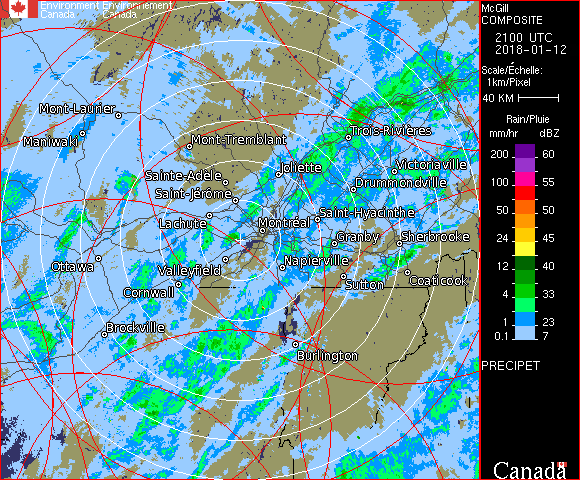 Environment Environnement
Canada Canada
McGill
COMPOSITE
2100 UTC
2018-01-12
Scale/Échelle:
1km/Pixel
40 KM
Rain/Pluie
mm/hr dBZ
200 60
100 55
50 50
24 45
12 40
4 33
1 23
0.1 7
PRECIPET
Canada
Mont-Laurier
Maniwaki
Mont-Tremblant
Trois-Rivières
Joliette
Victoriaville
Sainte-Adèle
Drummondville
Saint-Jérôme
Saint-Hyacinthe
Lachute
Montréal
Granby
Sherbrooke
Ottawa
Valleyfield
Napierville
Coaticook
Cornwall
Sutton
Brockville
Burlington